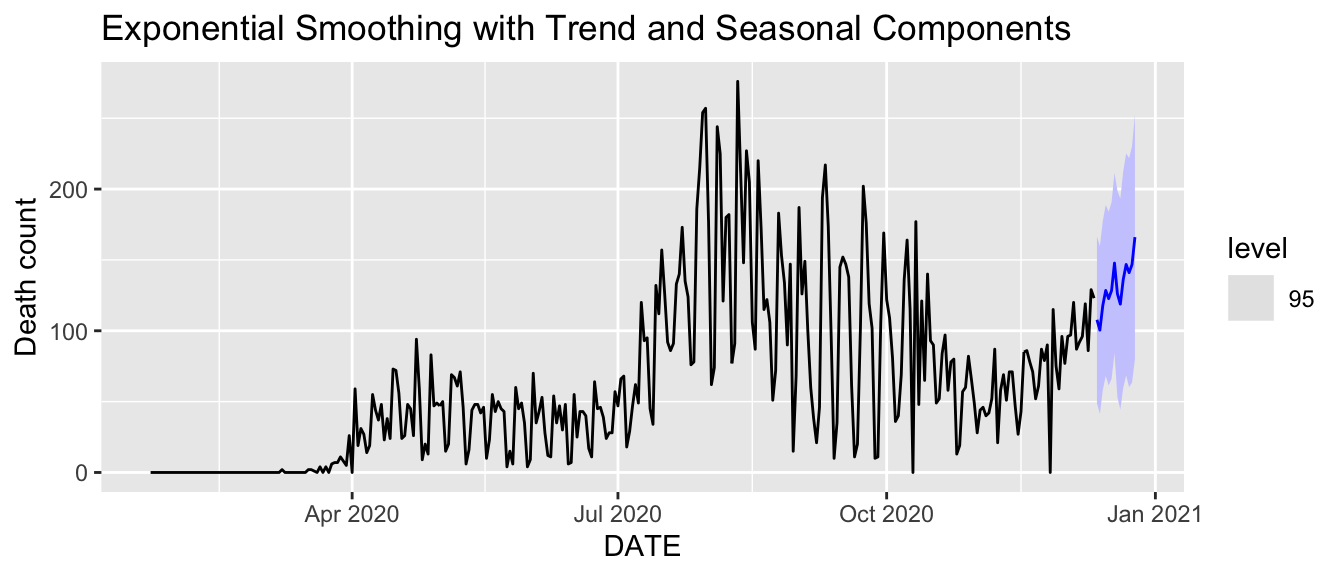 Exponential Smoothing with Trend and Seasonal Components
Death count
200
100
0
Apr 2020
Jul 2020
Oct 2020
Jan 2021
DATE
level
95